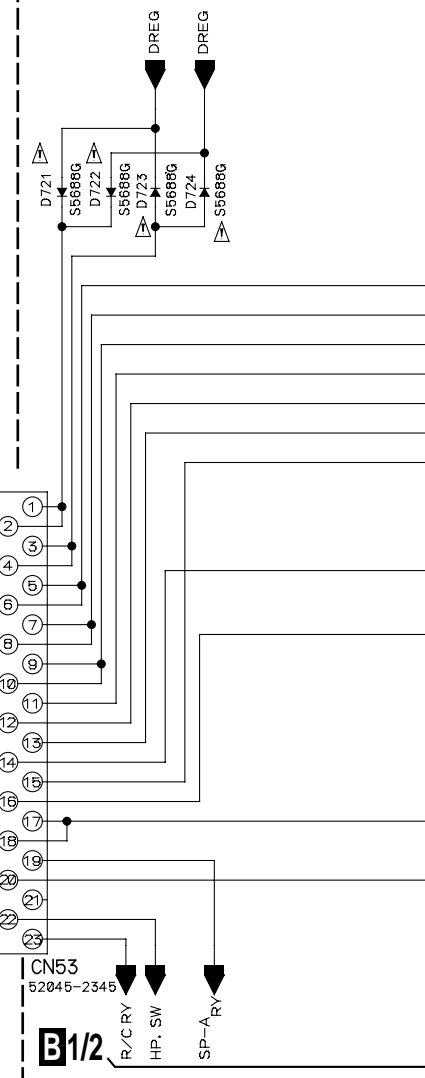 DREG
DREG
D721
S5688G
D722
S5688G
D723
S5688G
D724
S5688G
1
2
3
4
5
6
7
8
9
10
11
12
13
14
15
16
17
18
19
20
21
22
23
CN53
52045-2345
R/C RY
HP. SW
SP-A RY
B 1/2